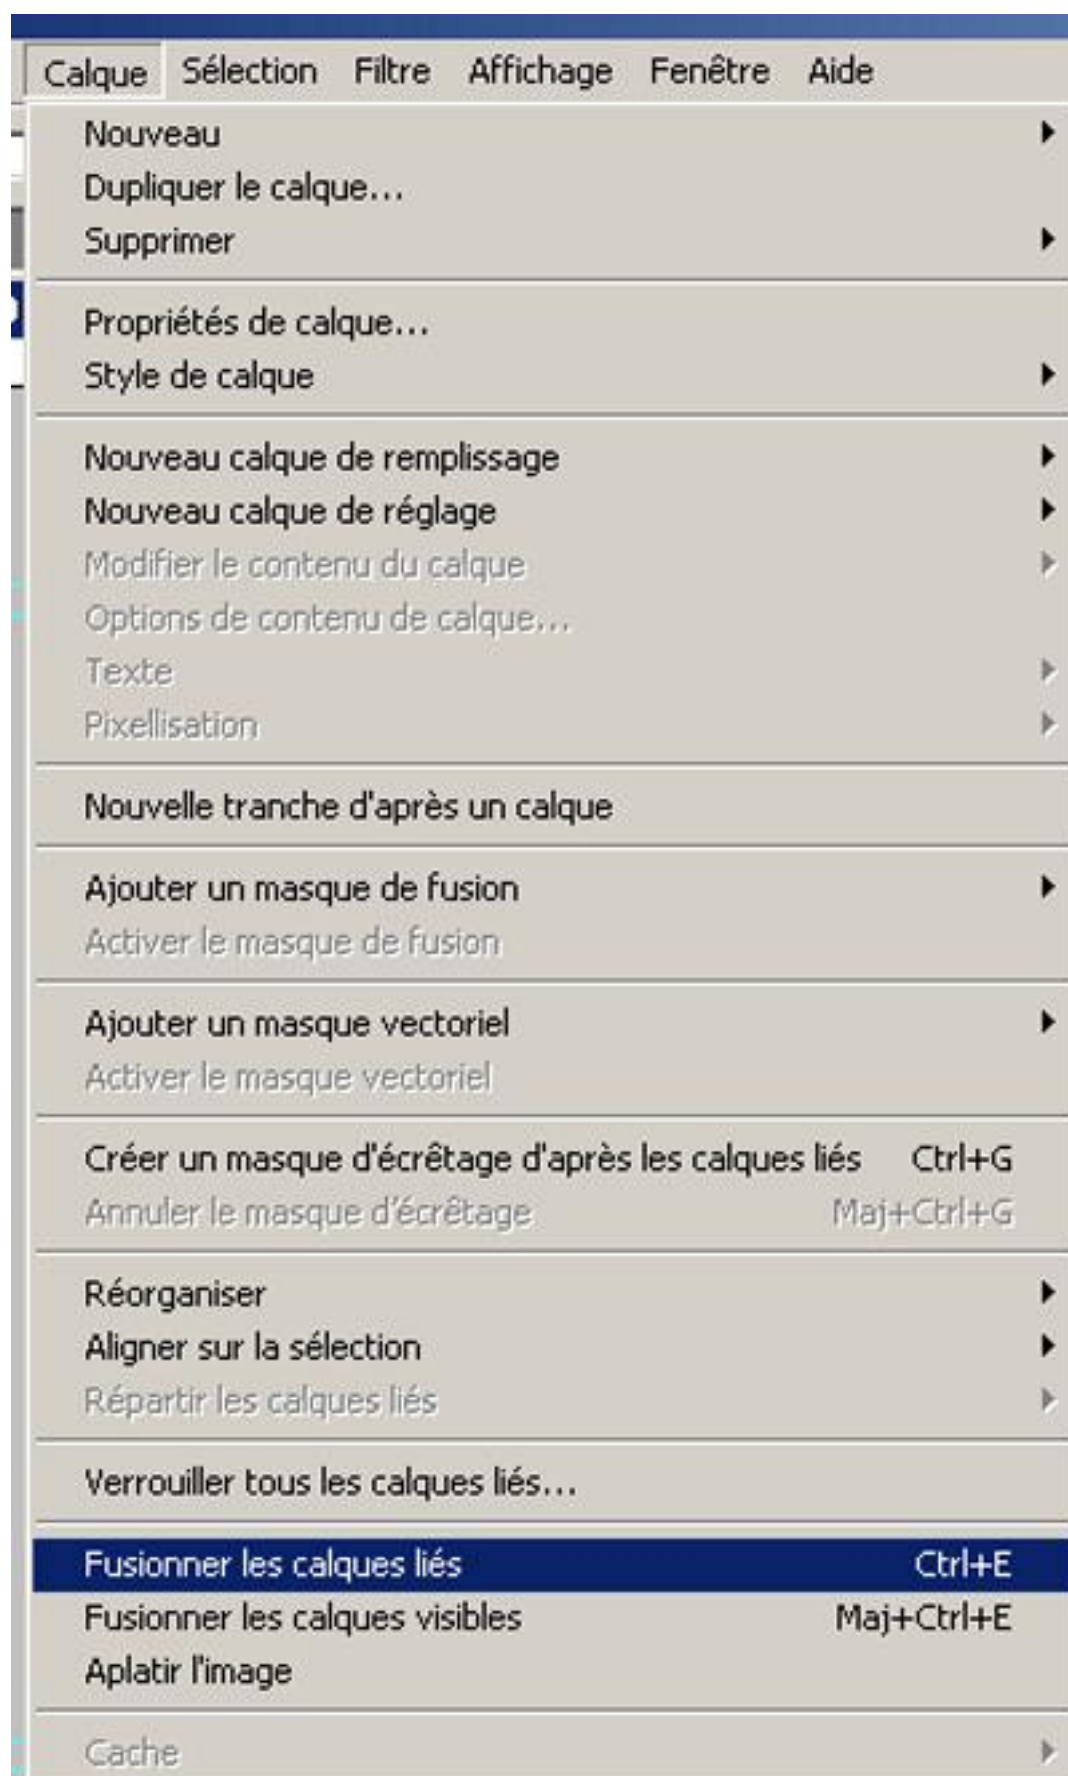 Calque Sélection Filtre Affichage Fenêtre Aide
Nouveau
Dupliquer le calque...
Supprimer
Propriétés de calque...
Style de calque
Nouveau calque de remplissage
Nouveau calque de réglage
Modifier le contenu du calque
Options de contenu de calque...
Texte
Pixellisation
Nouvelle tranche d'après un calque
Ajouter un masque de fusion
Activer le masque de fusion
Ajouter un masque vectoriel
Activer le masque vectoriel
Créer un masque d'écrêtage d'après les calques liés Ctrl+G
Annuler le masque d'écrêtage Maj+Ctrl+G
Réorganiser
Aligner sur la sélection
Répartir les calques liés
Verrouiller tous les calques liés...
Fusionner les calques liés Ctrl+E
Fusionner les calques visibles Maj+Ctrl+E
Aplatir l'image
Cache